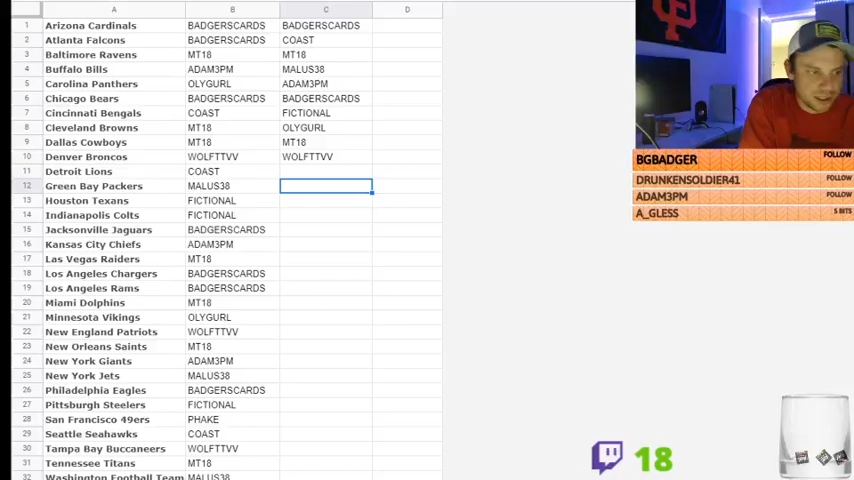 A B C D
1 Arizona Cardinals BADGERSCARDS BADGERSCARDS
2 Atlanta Falcons BADGERSCARDS COAST
3 Baltimore Ravens MT18 MT18
4 Buffalo Bills ADAM3PM MALUS38
5 Carolina Panthers OLYGURL ADAM3PM
6 Chicago Bears BADGERSCARDS BADGERSCARDS
7 Cincinnati Bengals COAST FICTIONAL
8 Cleveland Browns MT18 OLYGURL
9 Dallas Cowboys MT18 MT18
10 Denver Broncos WOLFTTVV WOLFTTVV
11 Detroit Lions COAST
12 Green Bay Packers MALUS38
13 Houston Texans FICTIONAL
14 Indianapolis Colts FICTIONAL
15 Jacksonville Jaguars BADGERSCARDS
16 Kansas City Chiefs ADAM3PM
17 Las Vegas Raiders MT18
18 Los Angeles Chargers BADGERSCARDS
19 Los Angeles Rams BADGERSCARDS
20 Miami Dolphins MT18
21 Minnesota Vikings OLYGURL
22 New England Patriots WOLFTTVV
23 New Orleans Saints MT18
24 New York Giants ADAM3PM
25 New York Jets MALUS38
26 Philadelphia Eagles BADGERSCARDS
27 Pittsburgh Steelers FICTIONAL
28 San Francisco 49ers PHAKE
29 Seattle Seahawks COAST
30 Tampa Bay Buccaneers WOLFTTVV
31 Tennessee Titans MT18
32 Washington Football Team MALUS38
BGBADGER FOLLOW
DRUNKENSOLDIER41 FOLLOW
ADAM3PM FOLLOW
A_GLESS 5 BITS
18